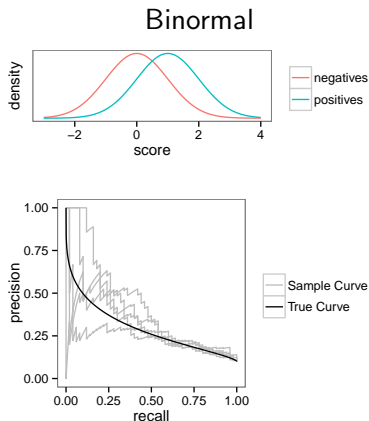 Binormal
density
negatives
positives
−2 0 2 4
score
precision
1.00
0.75
0.50
0.25
0.00
Sample Curve
True Curve
0.00 0.25 0.50 0.75 1.00
recall